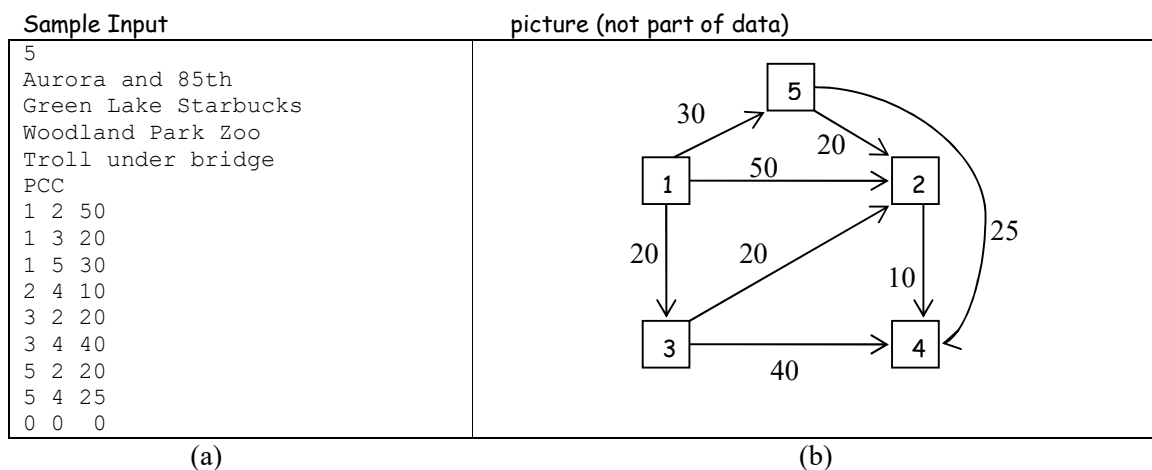 Sample Input
picture (not part of data)
5
Aurora and 85th
Green Lake Starbucks
Woodland Park Zoo
Troll under bridge
PCC
1 2 50
1 3 20
1 5 30
2 4 10
3 2 20
3 4 40
5 2 20
5 4 25
0 0 0
5
30
20
1
50
2
25
20
20
10
3
4
40
(a)
(b)